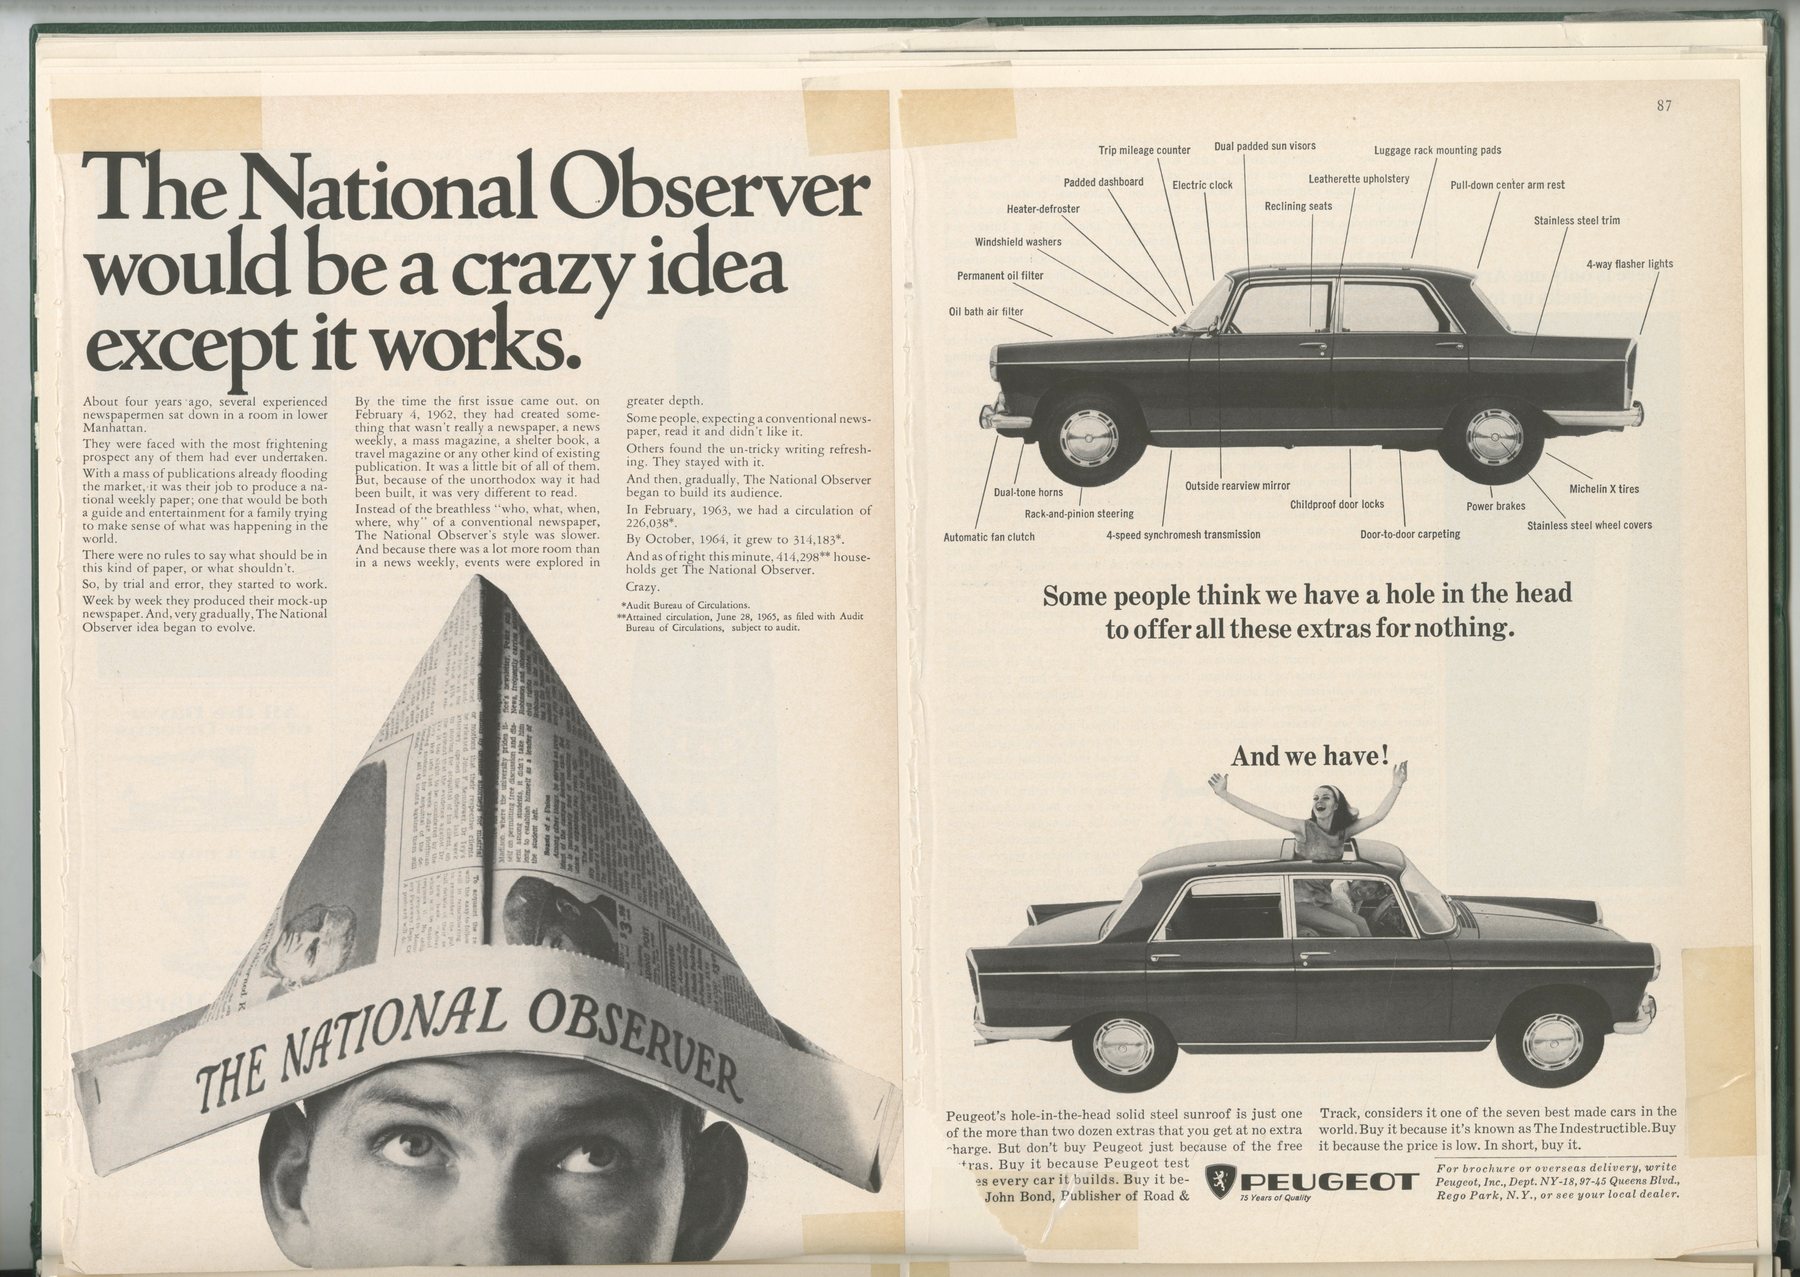 The National Observer
would be a crazy idea
except it works.
About four years ago, several experienced
newspapermen sat down in a room in lower
Manhattan.
They were faced with the most frightening
prospect any of them had ever undertaken.
With a mass of publications already flooding
the market, it was their job to produce a na-
tional weekly paper; one that would be both
a guide and entertainment for a family trying
to make sense of what was happening in the
world.
There were no rules to say what should be in
this kind of paper, or what shouldn't.
So, by trial and error, they started to work.
Week by week they produced their mock-up
newspaper. And, very gradually, The National
Observer idea began to evolve.
By the time the first issue came out, on
February 4, 1962, they had created some-
thing that wasn't really a newspaper, a news
weekly, a mass magazine, a shelter book, a
travel magazine or any other kind of existing
publication. It was a little bit of all of them.
But, because of the unorthodox way it had
been built, it was very different to read.
Instead of the breathless "who, what, when,
where, why" of a conventional newspaper,
The National Observer's style was slower.
And because there was a lot more room than
in a news weekly, events were explored in
greater depth.
Some people, expecting a conventional news-
paper, read it and didn't like it.
Others found the un-tricky writing refresh-
ing. They stayed with it.
And then, gradually, The National Observer
began to build its audience.
In February, 1963, we had a circulation of
226,038*.
By October, 1964, it grew to 314,183*.
And as of right this minute, 414,298** house-
holds get The National Observer.
Crazy.
*Audit Bureau of Circulations.
**Attained circulation, June 28, 1965, as filed with Audit
Bureau of Circulations, subject to audit.
THE NATIONAL OBSERVER
87
Trip mileage counter
Dual padded sun visors
Luggage rack mounting pads
Padded dashboard
Electric clock
Leatherette upholstery
Pull-down center arm rest
Heater-defroster
Reclining seats
Stainless steel trim
Windshield washers
4-way flasher lights
Permanent oil filter
Oil bath air filter
Dual-tone horns
Outside rearview mirror
Michelin X tires
Rack-and-pinion steering
Childproof door locks
Power brakes
Stainless steel wheel covers
Automatic fan clutch
4-speed synchromesh transmission
Door-to-door carpeting
Some people think we have a hole in the head
to offer all these extras for nothing.
And we have!
Peugeot's hole-in-the-head solid steel sunroof is just one
of the more than two dozen extras that you get at no extra
harge. But don't buy Peugeot just because of the free
tras. Buy it because Peugeot test
es every car it builds. Buy it be-
John Bond, Publisher of Road &
Track, considers it one of the seven best made cars in the
world. Buy it because it's known as The Indestructible. Buy
it because the price is low. In short, buy it.
PEUGEOT
75 Years of Quality
For brochure or overseas delivery, write
Peugeot, Inc., Dept. NY-18, 97-45 Queens Blvd.,
Rego Park, N.Y., or see your local dealer.